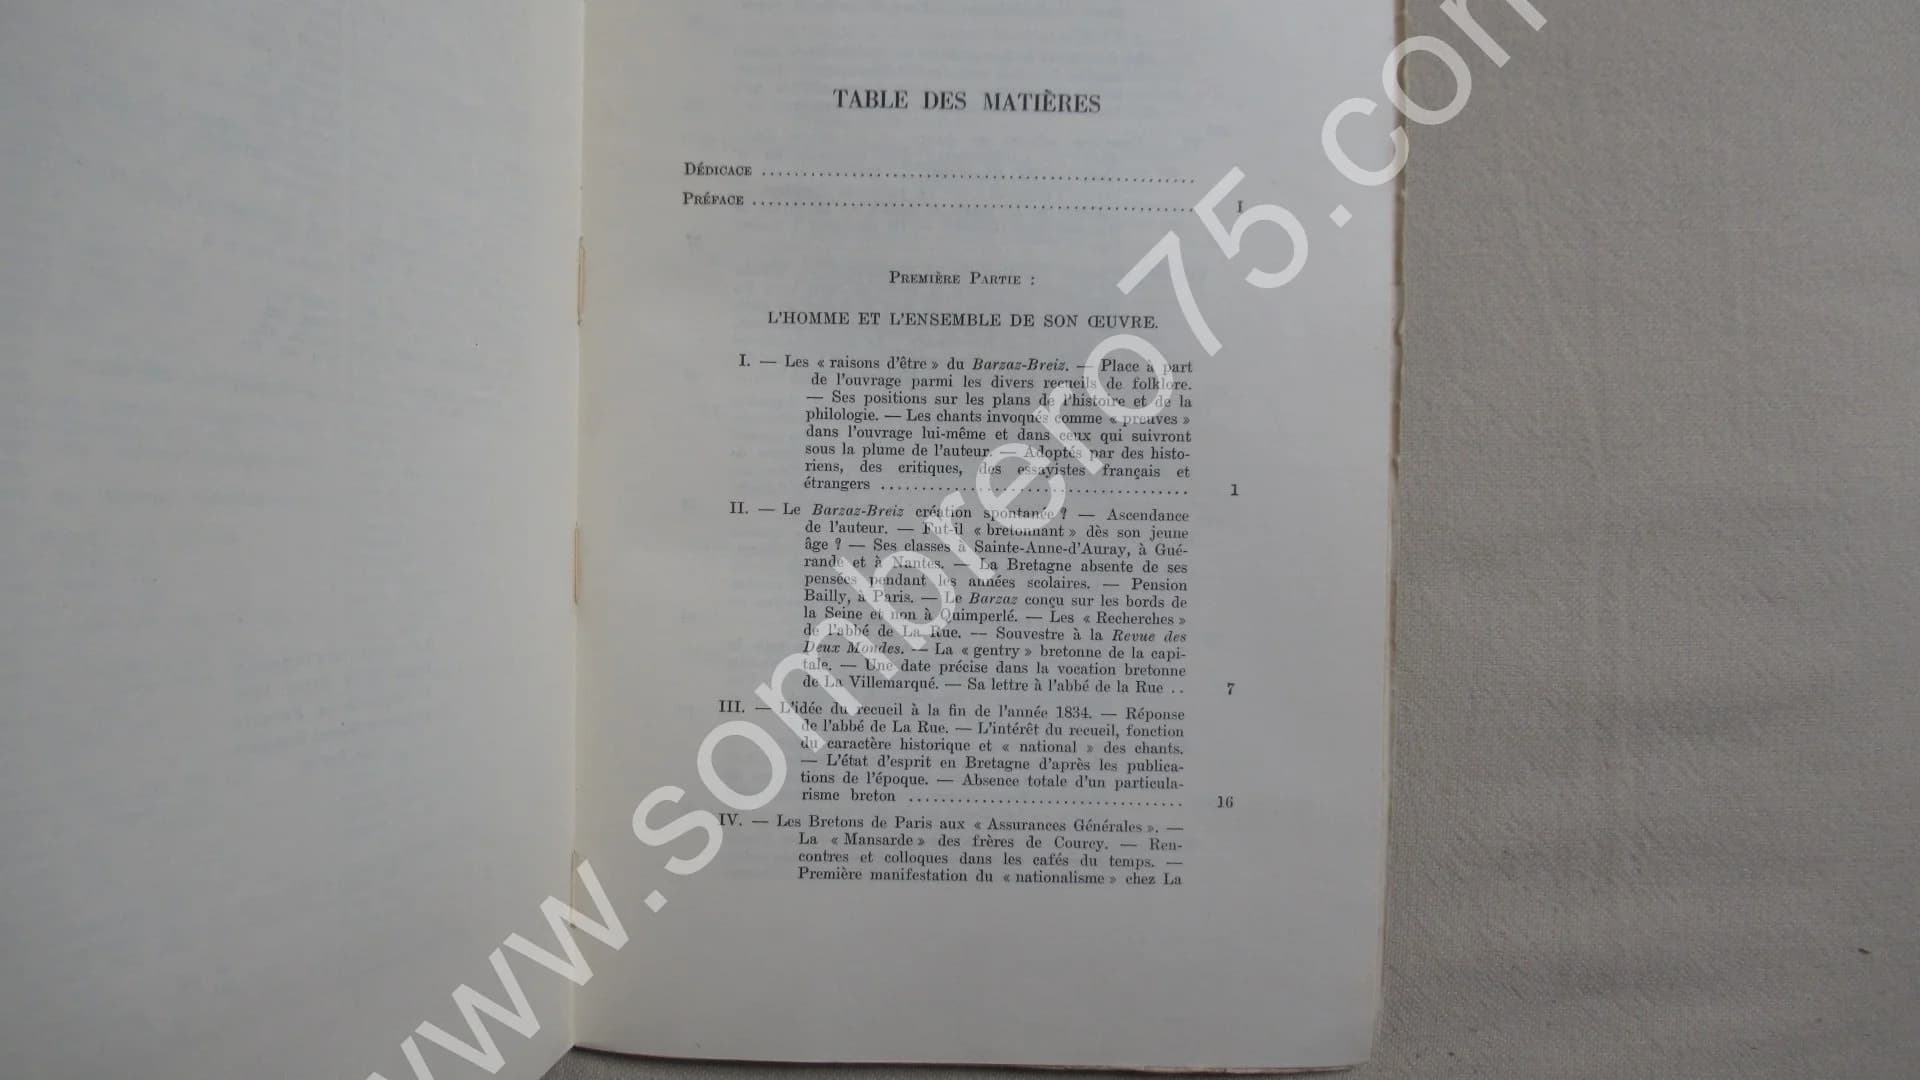 TABLE DES MATIÈRES
DÉDICACE ..........
PRÉFACE .......... I
PREMIÈRE PARTIE :
L'HOMME ET L'ENSEMBLE DE SON ŒUVRE.
I. — Les « raisons d'être » du Barzaz-Breiz. — Place à part
de l'ouvrage parmi les divers recueils de folklore.
— Ses positions sur les plans de l'histoire et de la
philologie. — Les chants invoqués comme « preuves »
dans l'ouvrage lui-même et dans ceux qui suivront
sous la plume de l'auteur. — Adoptés par des histo-
riens, des critiques, des essayistes français et
étrangers .......... 1
II. — Le Barzaz-Breiz création spontanée ? — Ascendance
de l'auteur. — Fut-il « bretonnant » dès son jeune
âge ? — Ses classes à Sainte-Anne-d'Auray, à Gué-
rande et à Nantes. — La Bretagne absente de ses
pensées pendant les années scolaires. — Pension
Bailly, à Paris. — Le Barzaz conçu sur les bords de
la Seine et non à Quimperlé. — Les « Recherches »
de l'abbé de La Rue. — Souvestre à la Revue des
Deux Mondes. — La « gentry » bretonne de la capi-
tale. — Une date précise dans la vocation bretonne
de La Villemarqué. — Sa lettre à l'abbé de la Rue .. 7
III. — L'idée du recueil à la fin de l'année 1834. — Réponse
de l'abbé de La Rue. — L'intérêt du recueil, fonction
du caractère historique et « national » des chants.
— L'état d'esprit en Bretagne d'après les publica-
tions de l'époque. — Absence totale d'un particula-
risme breton .......... 16
IV. — Les Bretons de Paris aux « Assurances Générales ». —
La « Mansarde » des frères de Courcy. — Ren-
contres et colloques dans les cafés du temps. —
Première manifestation du « nationalisme » chez La
www.sombrero75.com